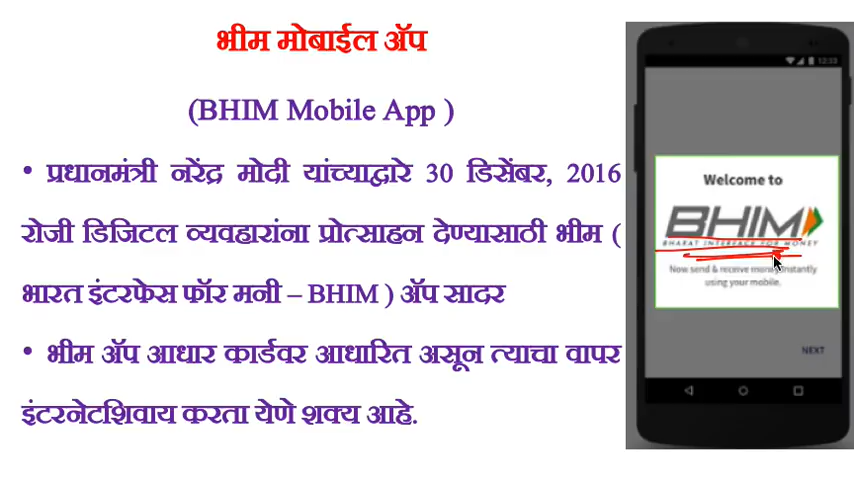 भीम मोबाईल ॲप
(BHIM Mobile App )
• प्रधानमंत्री नरेंद्र मोदी यांच्याद्वारे 30 डिसेंबर, 2016
रोजी डिजिटल व्यवहारांना प्रोत्साहन देण्यासाठी भीम (
भारत इंटरफेस फॉर मनी – BHIM ) ॲप सादर
• भीम ॲप आधार कार्डवर आधारित असून त्याचा वापर
इंटरनेटशिवाय करता येणे शक्य आहे.
12:33
Welcome to
BHIM
BHARAT INTERFACE FOR MONEY
Now send & receive money instantly
using your mobile.
NEXT